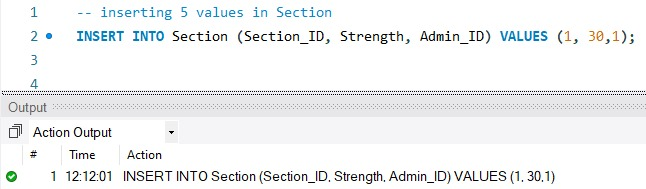 1 -- inserting 5 values in Section
2 INSERT INTO Section (Section_ID, Strength, Admin_ID) VALUES (1, 30,1);
3
4
Output
Action Output
# Time Action
1 12:12:01 INSERT INTO Section (Section_ID, Strength, Admin_ID) VALUES (1, 30,1)